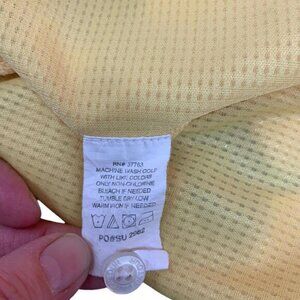 RN# 37763
MACHINE WASH COLD
WITH LIKE COLORS
ONLY NON-CHLORINE
BLEACH IF NEEDED
TUMBLE DRY LOW
WARM IRON IF NEEDED
PO#SU 2962